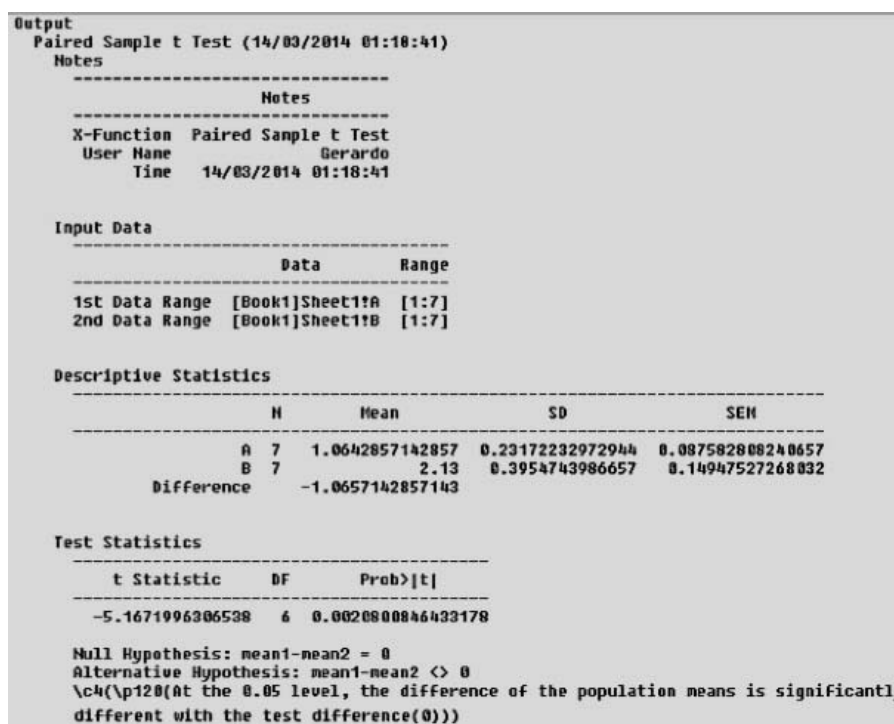 Output
Paired Sample t Test (14/03/2014 01:18:41)
Notes
Notes
X-Function Paired Sample t Test
User Name Gerardo
Time 14/03/2014 01:18:41
Input Data
Data Range
1st Data Range [Book1]Sheet1!A [1:7]
2nd Data Range [Book1]Sheet1!B [1:7]
Descriptive Statistics
N Mean SD SEM
A 7 1.0642857142857 0.23172232972944 0.087582808240657
B 7 2.13 0.3954743986657 0.14947527268032
Difference -1.0657142857143
Test Statistics
t Statistic DF Prob>|t|
-5.1671996306538 6 0.0020800846433178
Null Hypothesis: mean1-mean2 = 0
Alternative Hypothesis: mean1-mean2 <> 0
\c4(\p120(At the 0.05 level, the difference of the population means is significantl
different with the test difference(0)))